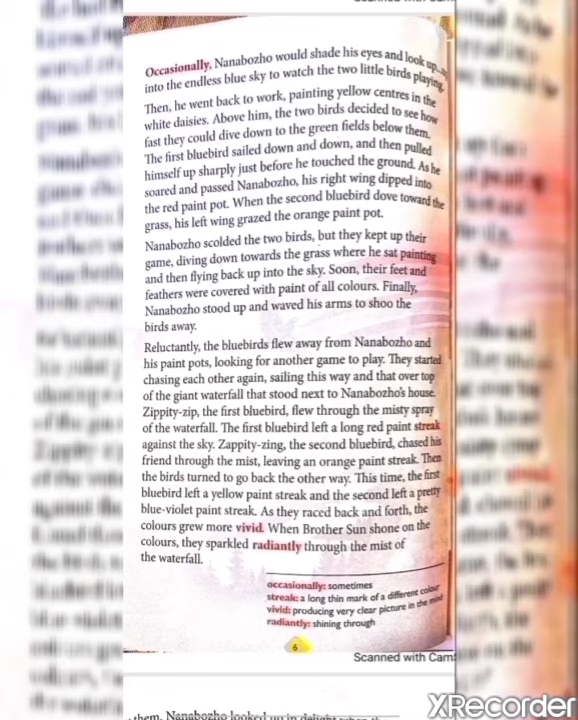 Occasionally, Nanabozho would shade his eyes and look up
into the endless blue sky to watch the two little birds playing.
Then, he went back to work, painting yellow centres in the
white daisies. Above him, the two birds decided to see how
fast they could dive down to the green fields below them.
The first bluebird sailed down and down, and then pulled
himself up sharply just before he touched the ground. As he
soared and passed Nanabozho, his right wing dipped into
the red paint pot. When the second bluebird dove toward the
grass, his left wing grazed the orange paint pot.
Nanabozho scolded the two birds, but they kept up their
game, diving down towards the grass where he sat painting
and then flying back up into the sky. Soon, their feet and
feathers were covered with paint of all colours. Finally,
Nanabozho stood up and waved his arms to shoo the
birds away.
Reluctantly, the bluebirds flew away from Nanabozho and
his paint pots, looking for another game to play. They started
chasing each other again, sailing this way and that over top
of the giant waterfall that stood next to Nanabozho's house.
Zippity-zip, the first bluebird, flew through the misty spray
of the waterfall. The first bluebird left a long red paint streak
against the sky. Zappity-zing, the second bluebird, chased his
friend through the mist, leaving an orange paint streak. Then
the birds turned to go back the other way. This time, the first
bluebird left a yellow paint streak and the second left a pretty
blue-violet paint streak. As they raced back and forth, the
colours grew more vivid. When Brother Sun shone on the
colours, they sparkled radiantly through the mist of
the waterfall.
occasionally: sometimes
streak: a long thin mark of a different colour
vivid: producing very clear picture in the mind
radiantly: shining through
6
Scanned with Cam
them. Nanabozho looked up in delight
XRecorder